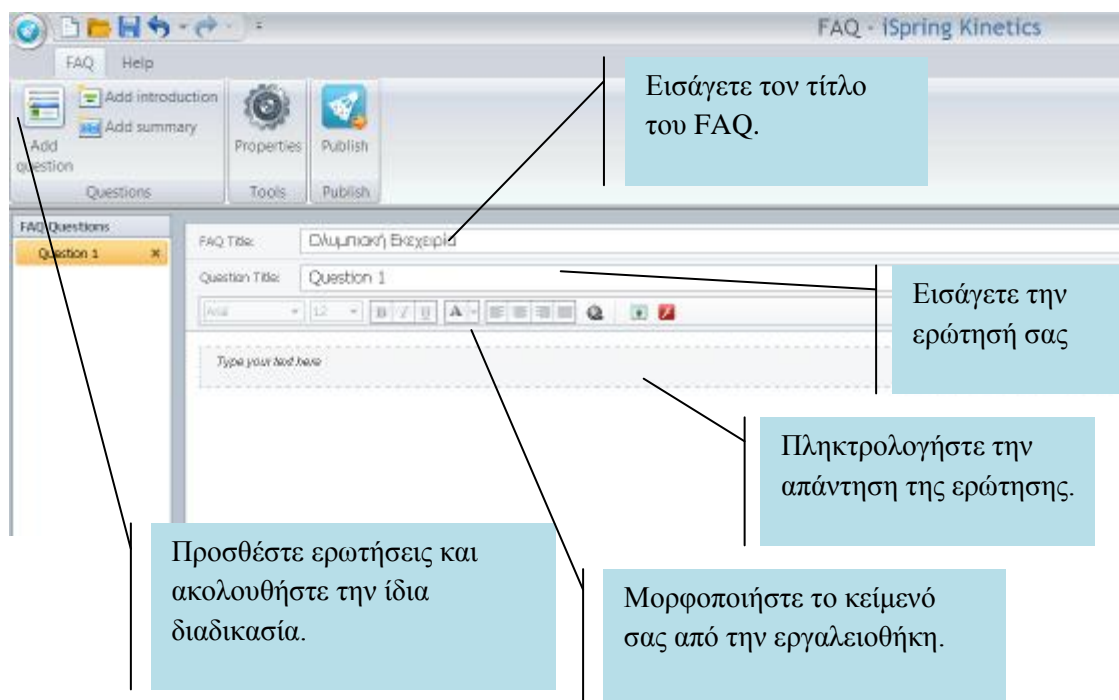 FAQ - iSpring Kinetics
FAQ Help
Add introduction
Add summary
Add
question
Properties
Publish
Questions
Tools
Publish
Εισάγετε τον τίτλο
του FAQ.
FAQ Questions
Question 1
FAQ Title: Ολυμπιακή Εκεχειρία
Question Title: Question 1
Arial 12 B I U A
Type your text here
Εισάγετε την
ερώτησή σας
Πληκτρολογήστε την
απάντηση της ερώτησης.
Προσθέστε ερωτήσεις και
ακολουθήστε την ίδια
διαδικασία.
Μορφοποιήστε το κείμενό
σας από την εργαλειοθήκη.